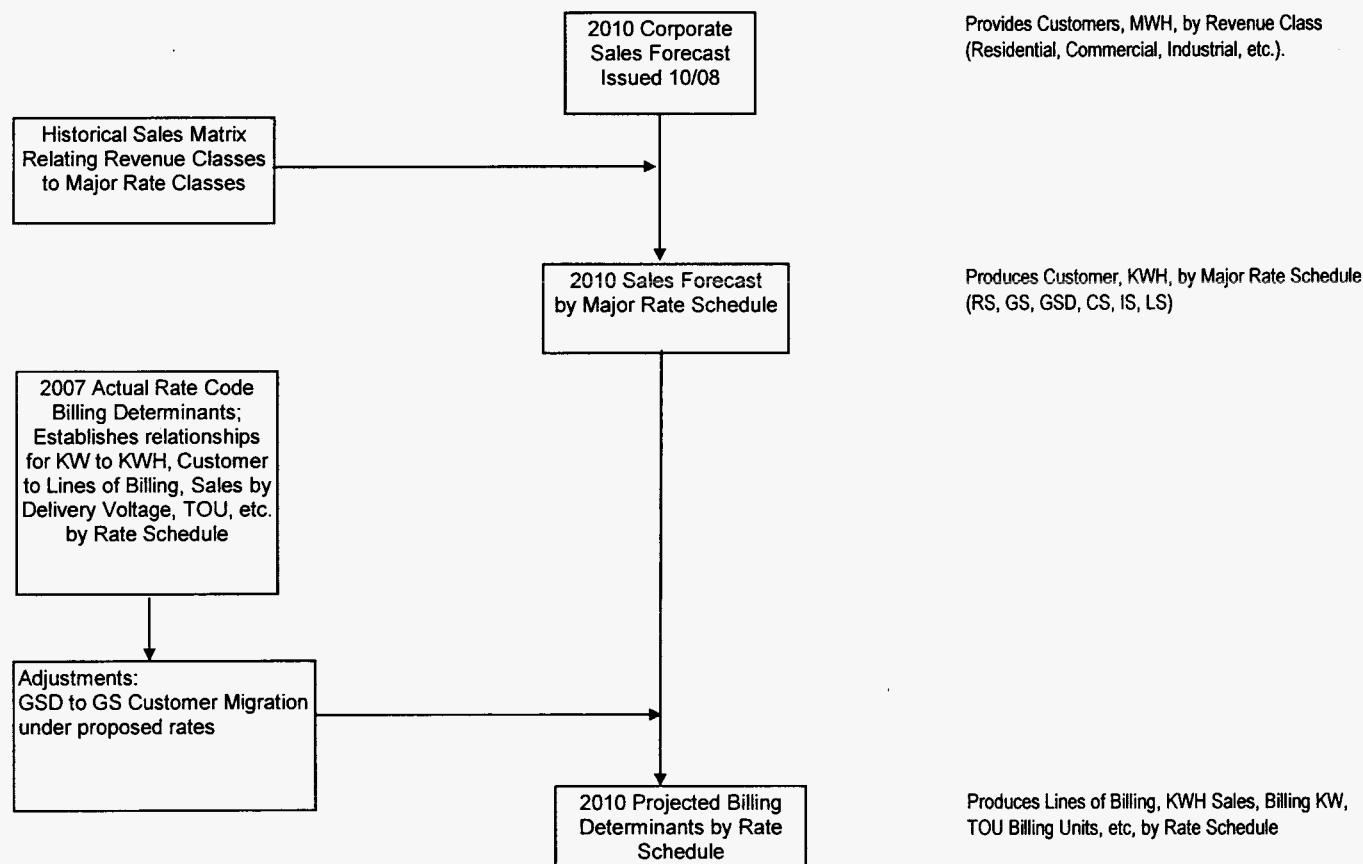 2010 Corporate
Sales Forecast
Issued 10/08
Provides Customers, MWH, by Revenue Class
(Residential, Commercial, Industrial, etc.).
Historical Sales Matrix
Relating Revenue Classes
to Major Rate Classes
2010 Sales Forecast
by Major Rate Schedule
Produces Customer, KWH, by Major Rate Schedule
(RS, GS, GSD, CS, IS, LS)
2007 Actual Rate Code
Billing Determinants;
Establishes relationships
for KW to KWH, Customer
to Lines of Billing, Sales by
Delivery Voltage, TOU, etc.
by Rate Schedule
Adjustments:
GSD to GS Customer Migration
under proposed rates
2010 Projected Billing
Determinants by Rate
Schedule
Produces Lines of Billing, KWH Sales, Billing KW,
TOU Billing Units, etc, by Rate Schedule